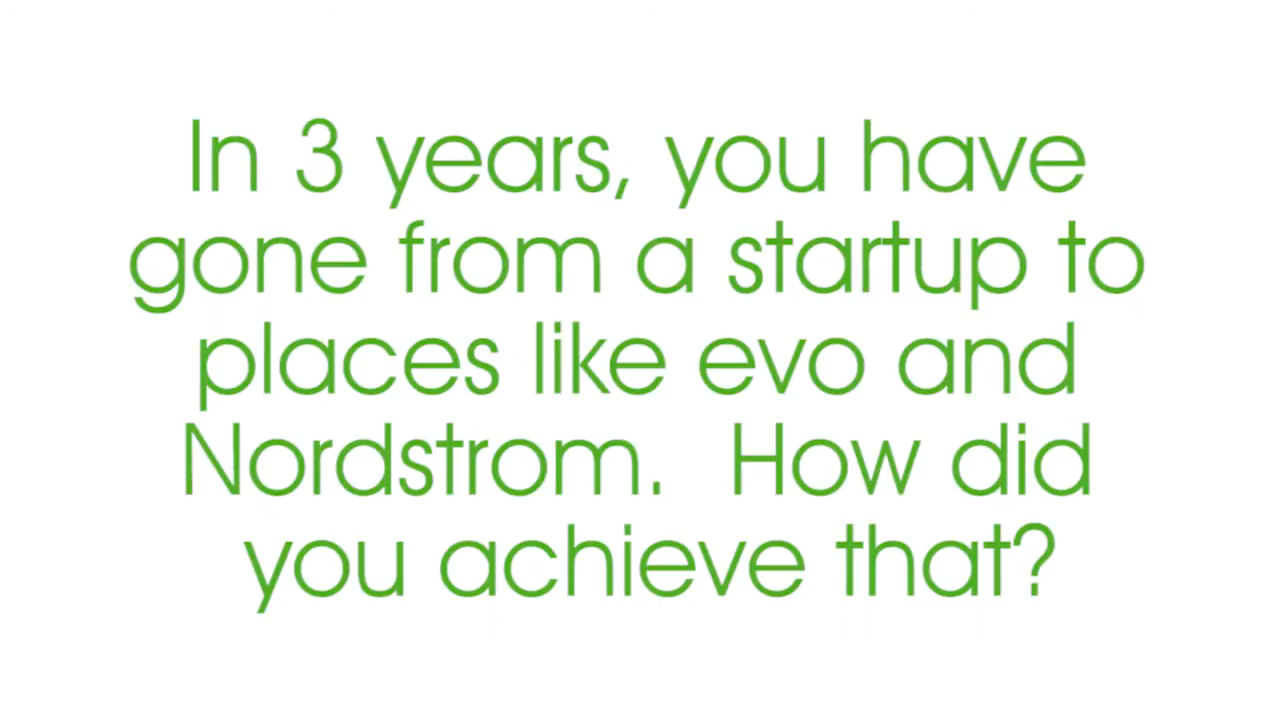 In 3 years, you have
gone from a startup to
places like evo and
Nordstrom.  How did
you achieve that?